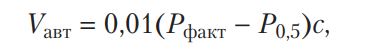 Vавт = 0,01(Pфакт – P0,5)c,